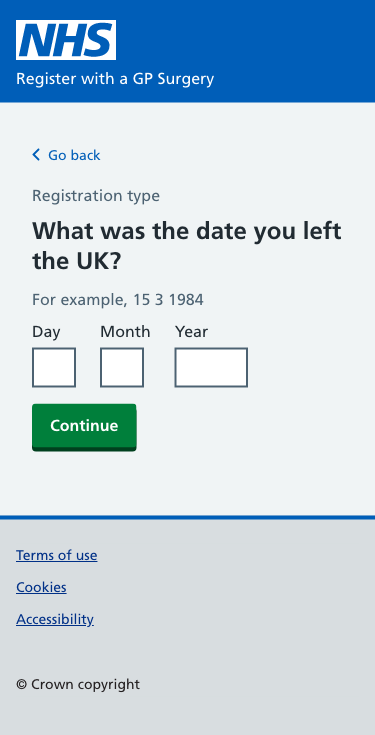 NHS
Register with a GP Surgery
Go back
Registration type
What was the date you left
the UK?
For example, 15 3 1984
Day Month Year
Continue
Terms of use
Cookies
Accessibility
© Crown copyright